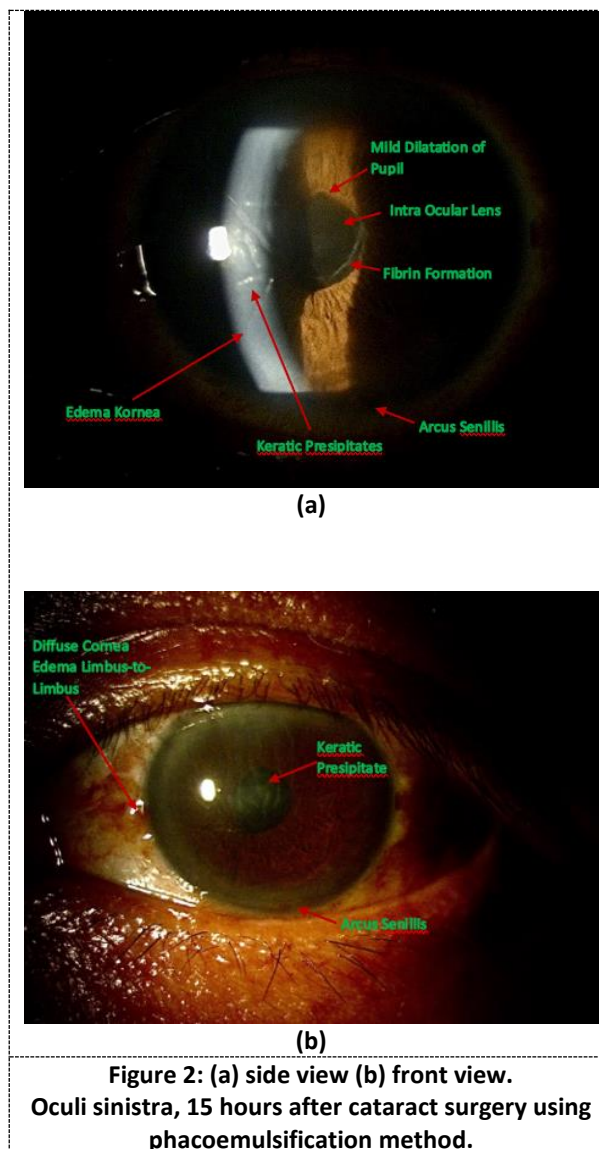 Mild Dilatation of
Pupil
Intra Ocular Lens
Fibrin Formation
Edema Kornea
Arcus Senillis
Keratic Presipitates
(a)
Diffuse Cornea
Edema Limbus-to-
Limbus
Keratic
Presipitate
Arcus Senillis
(b)
Figure 2: (a) side view (b) front view.
Oculi sinistra, 15 hours after cataract surgery using
phacoemulsification method.